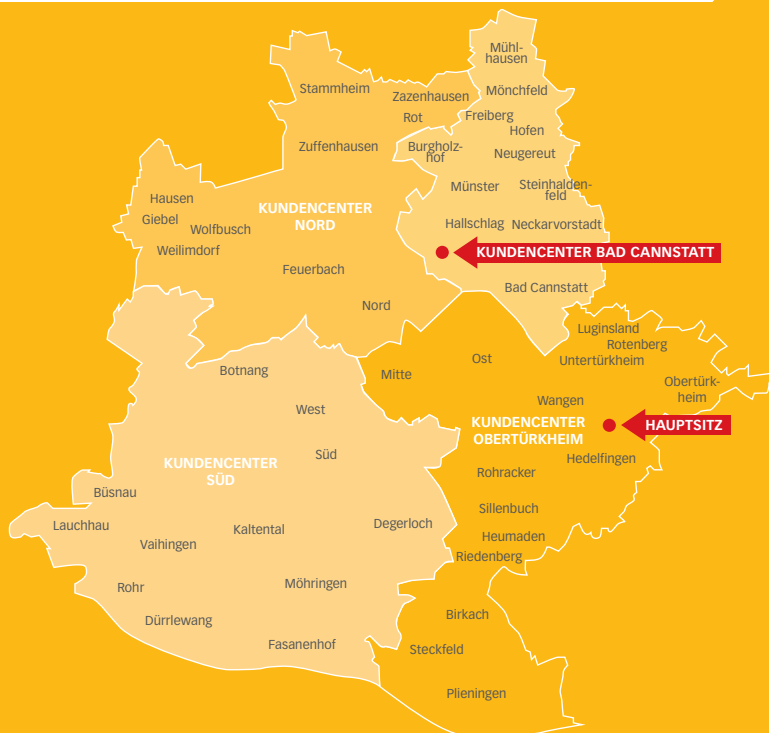 Mühl-
hausen
Stammheim
Zazenhausen
Mönchfeld
Rot
Freiberg
Hofen
Zuffenhausen
Burgholz-
hof
Neugereut
Münster
Steinhalden-
feld
Hausen
Giebel
Wolfbusch
Weilimdorf
KUNDENCENTER
NORD
Hallschlag
Neckarvorstadt
KUNDENCENTER BAD CANNSTATT
Feuerbach
Bad Cannstatt
Nord
Luginsland
Rotenberg
Untertürkheim
Ost
Mitte
Botnang
Obertürk-
heim
Wangen
West
KUNDENCENTER
OBERTÜRKHEIM
HAUPTSITZ
Süd
KUNDENCENTER
SÜD
Hedelfingen
Rohracker
Büsnau
Sillenbuch
Lauchhau
Vaihingen
Kaltental
Degerloch
Heumaden
Riedenberg
Rohr
Möhringen
Dürrlewang
Birkach
Fasanenhof
Steckfeld
Plieningen